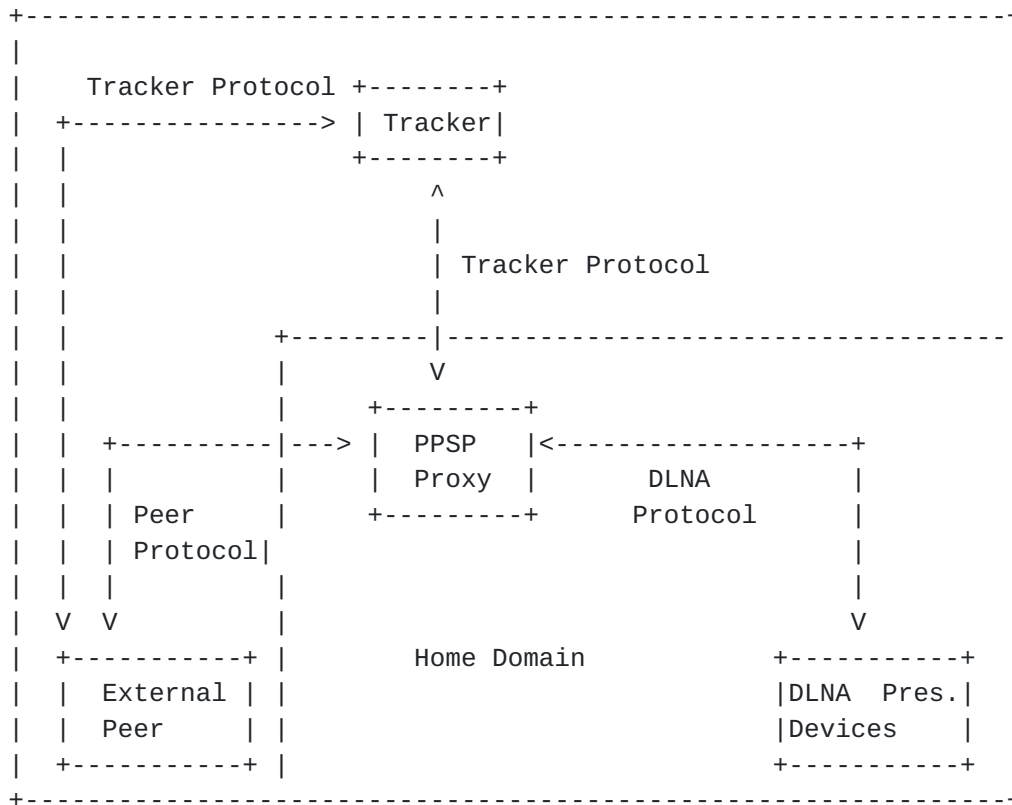 Tracker Protocol
Tracker
Tracker Protocol
V
PPSP
Proxy
DLNA
Peer
Protocol
Protocol
V V
V
Home Domain
External
DLNA Pres.
Peer
Devices